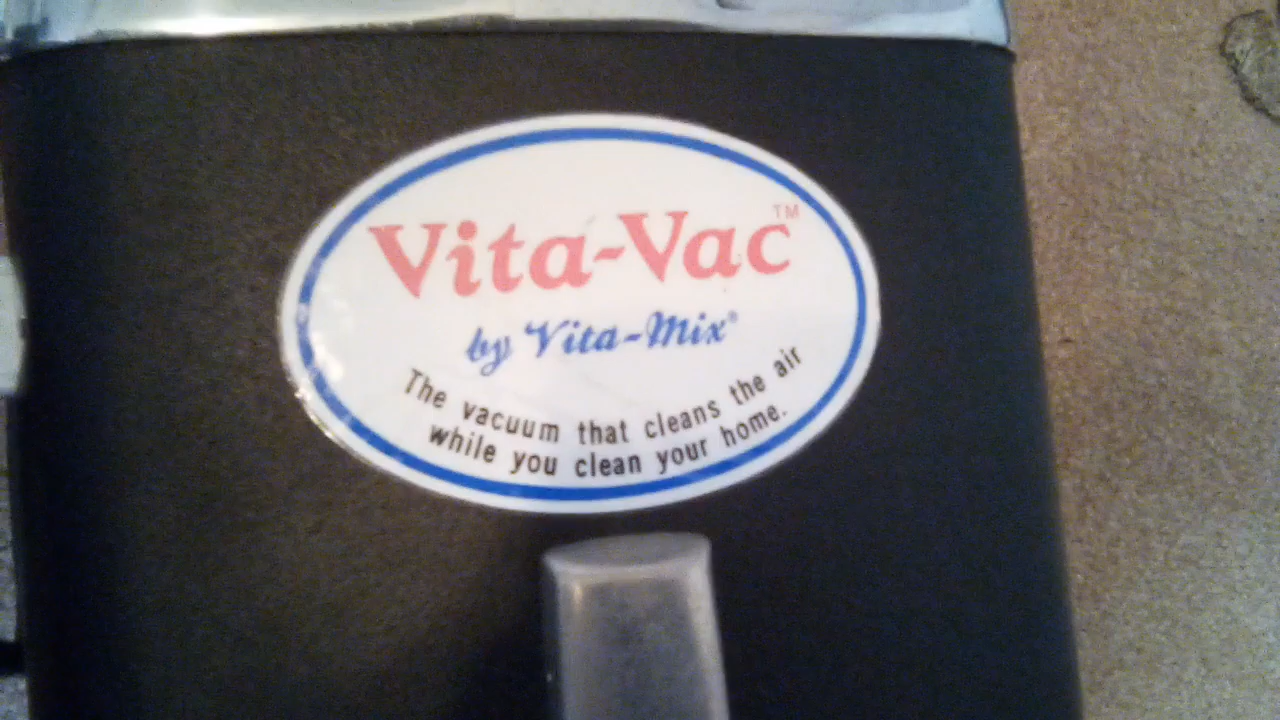 Vita-Vac™
by Vita-Mix®
The vacuum that cleans the air
while you clean your home.